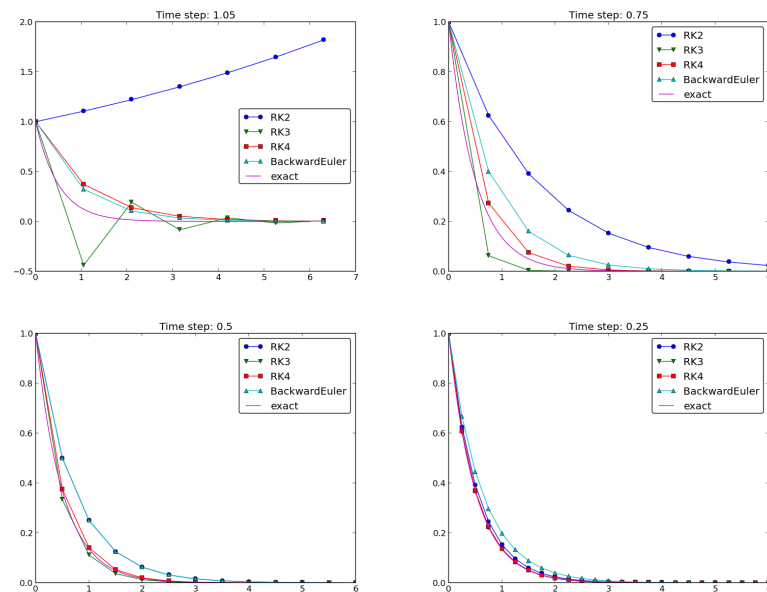 Time step: 1.05
2.0
1.5
1.0
0.5
0.0
−0.5
0 1 2 3 4 5 6 7
RK2
RK3
RK4
BackwardEuler
exact
Time step: 0.75
1.0
0.8
0.6
0.4
0.2
0.0
0 1 2 3 4 5
RK2
RK3
RK4
BackwardEuler
exact
Time step: 0.5
1.0
0.8
0.6
0.4
0.2
0.0
0 1 2 3 4 5 6
RK2
RK3
RK4
BackwardEuler
exact
Time step: 0.25
1.0
0.8
0.6
0.4
0.2
0.0
0 1 2 3 4 5
RK2
RK3
RK4
BackwardEuler
exact